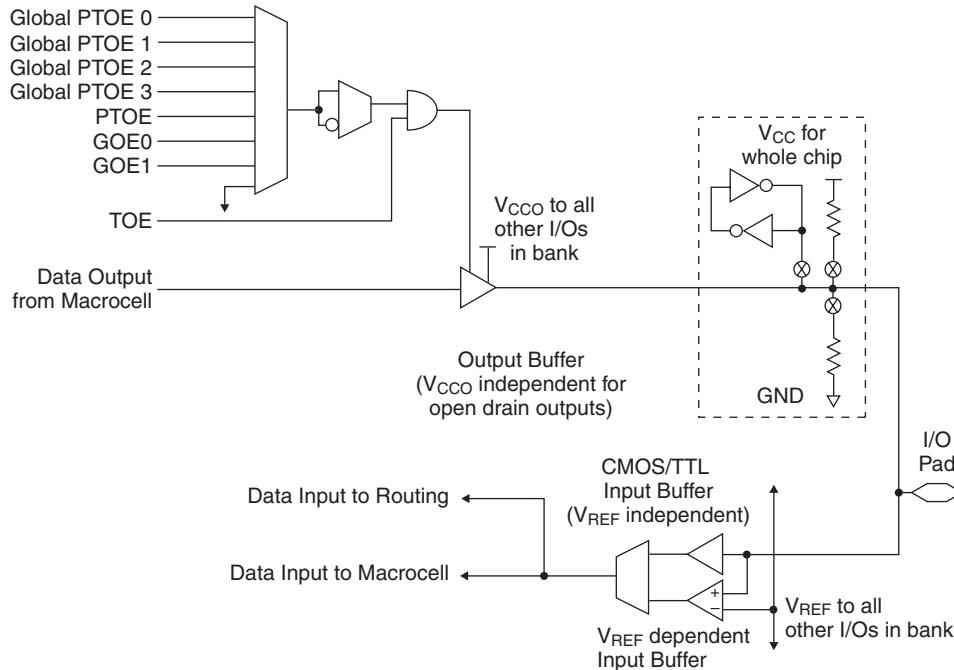 Global PTOE 0
Global PTOE 1
Global PTOE 2
Global PTOE 3
PTOE
GOE0
GOE1
TOE
Data Output
from Macrocell
VCCO to all
other I/Os
in bank
VCC for
whole chip
Output Buffer
(VCCO independent for
open drain outputs)
GND
I/O
Pad
CMOS/TTL
Input Buffer
(VREF independent)
Data Input to Routing
Data Input to Macrocell
+
−
VREF to all
other I/Os in bank
VREF dependent
Input Buffer